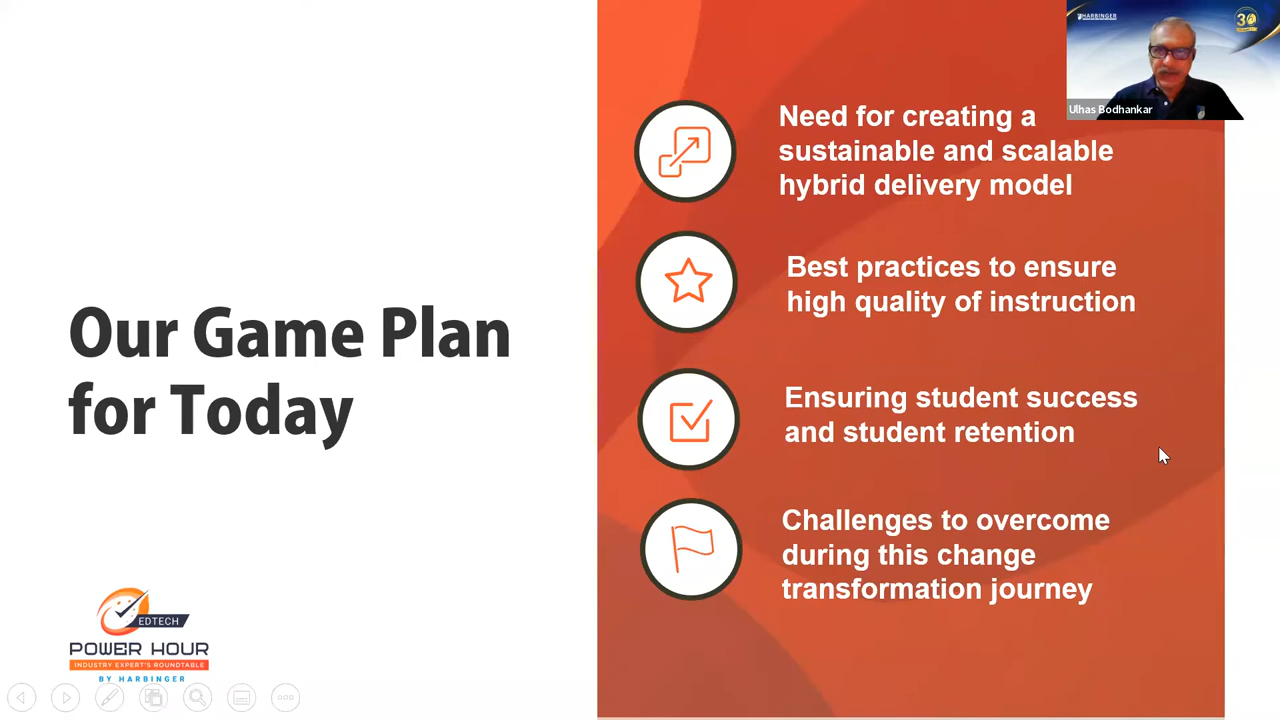 HARBINGER
30
Ulhas Bodhankar
Our Game Plan
for Today
Need for creating a
sustainable and scalable
hybrid delivery model
Best practices to ensure
high quality of instruction
Ensuring student success
and student retention
Challenges to overcome
during this change
transformation journey
EDTECH
POWER HOUR
INDUSTRY EXPERT'S ROUNDTABLE
BY HARBINGER